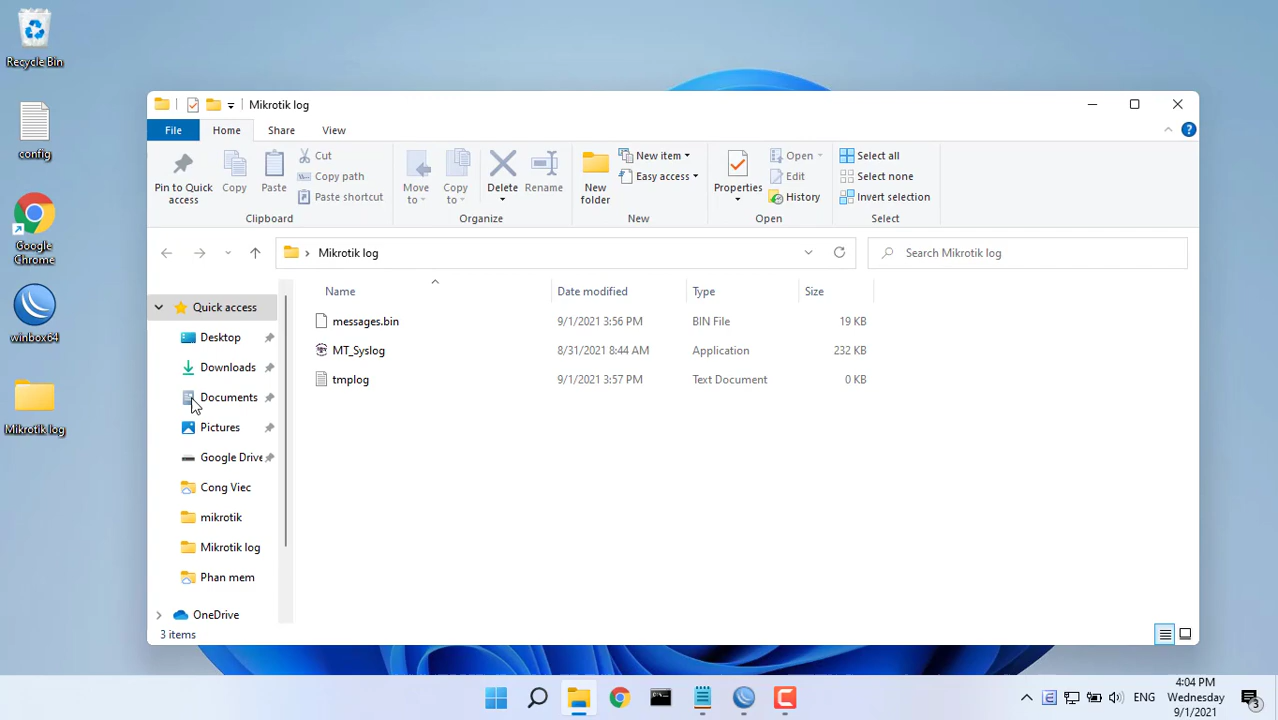 Recycle Bin
config
Google
Chrome
winbox64
Mikrotik log
Mikrotik log
File
Home
Share
View
Pin to Quick
access
Copy
Paste
Cut
Copy path
Paste shortcut
Clipboard
Move
to
Copy
to
Delete
Rename
Organize
New
folder
New item
Easy access
New
Properties
Open
Edit
History
Open
Select all
Select none
Invert selection
Select
Mikrotik log
Search Mikrotik log
Quick access
Desktop
Downloads
Documents
Pictures
Google Drive
Cong Viec
mikrotik
Mikrotik log
Phan mem
OneDrive
Name Date modified Type Size
messages.bin 9/1/2021 3:56 PM BIN File 19 KB
MT_Syslog 8/31/2021 8:44 AM Application 232 KB
tmplog 9/1/2021 3:57 PM Text Document 0 KB
3 items
ENG
4:04 PM
Wednesday
9/1/2021
3